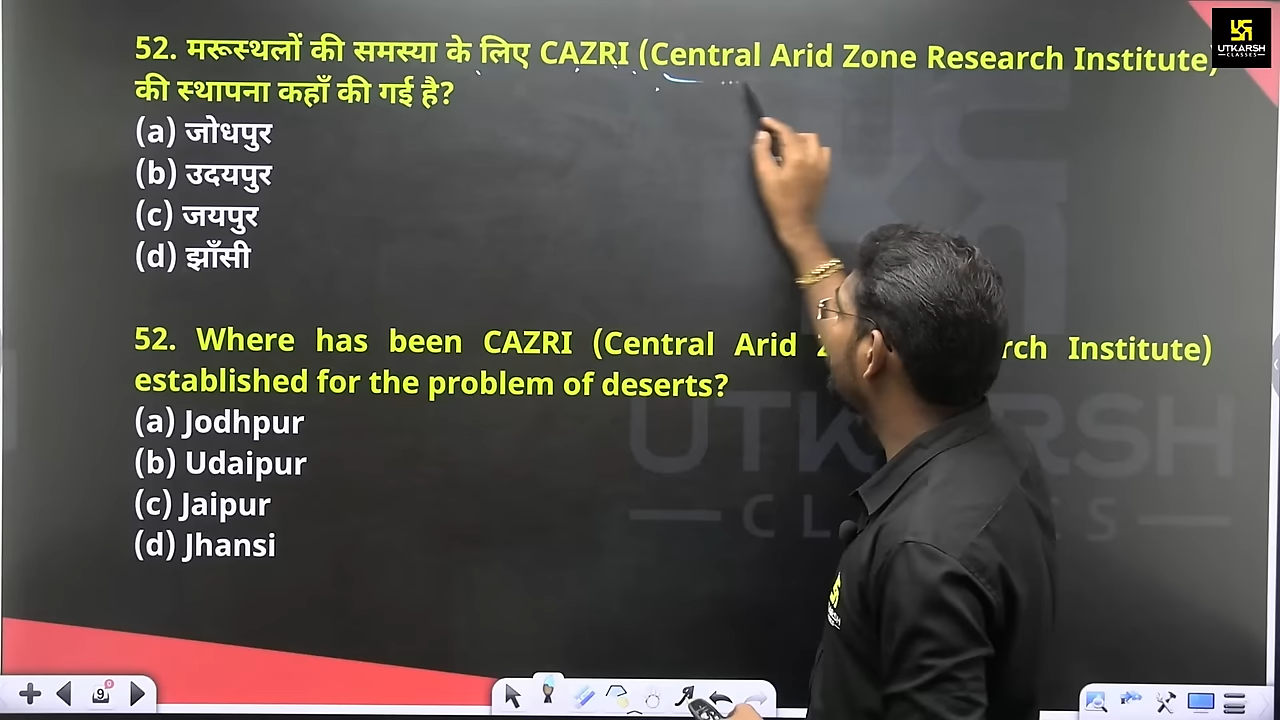 52. मरूस्थलों की समस्या के लिए CAZRI (Central Arid Zone Research Institute)
की स्थापना कहाँ की गई है?
(a) जोधपुर
(b) उदयपुर
(c) जयपुर
(d) झाँसी
52. Where has been CAZRI (Central Arid rch Institute)
established for the problem of deserts?
(a) Jodhpur
(b) Udaipur
(c) Jaipur
(d) Jhansi
UTKARSH
CLASSES
9